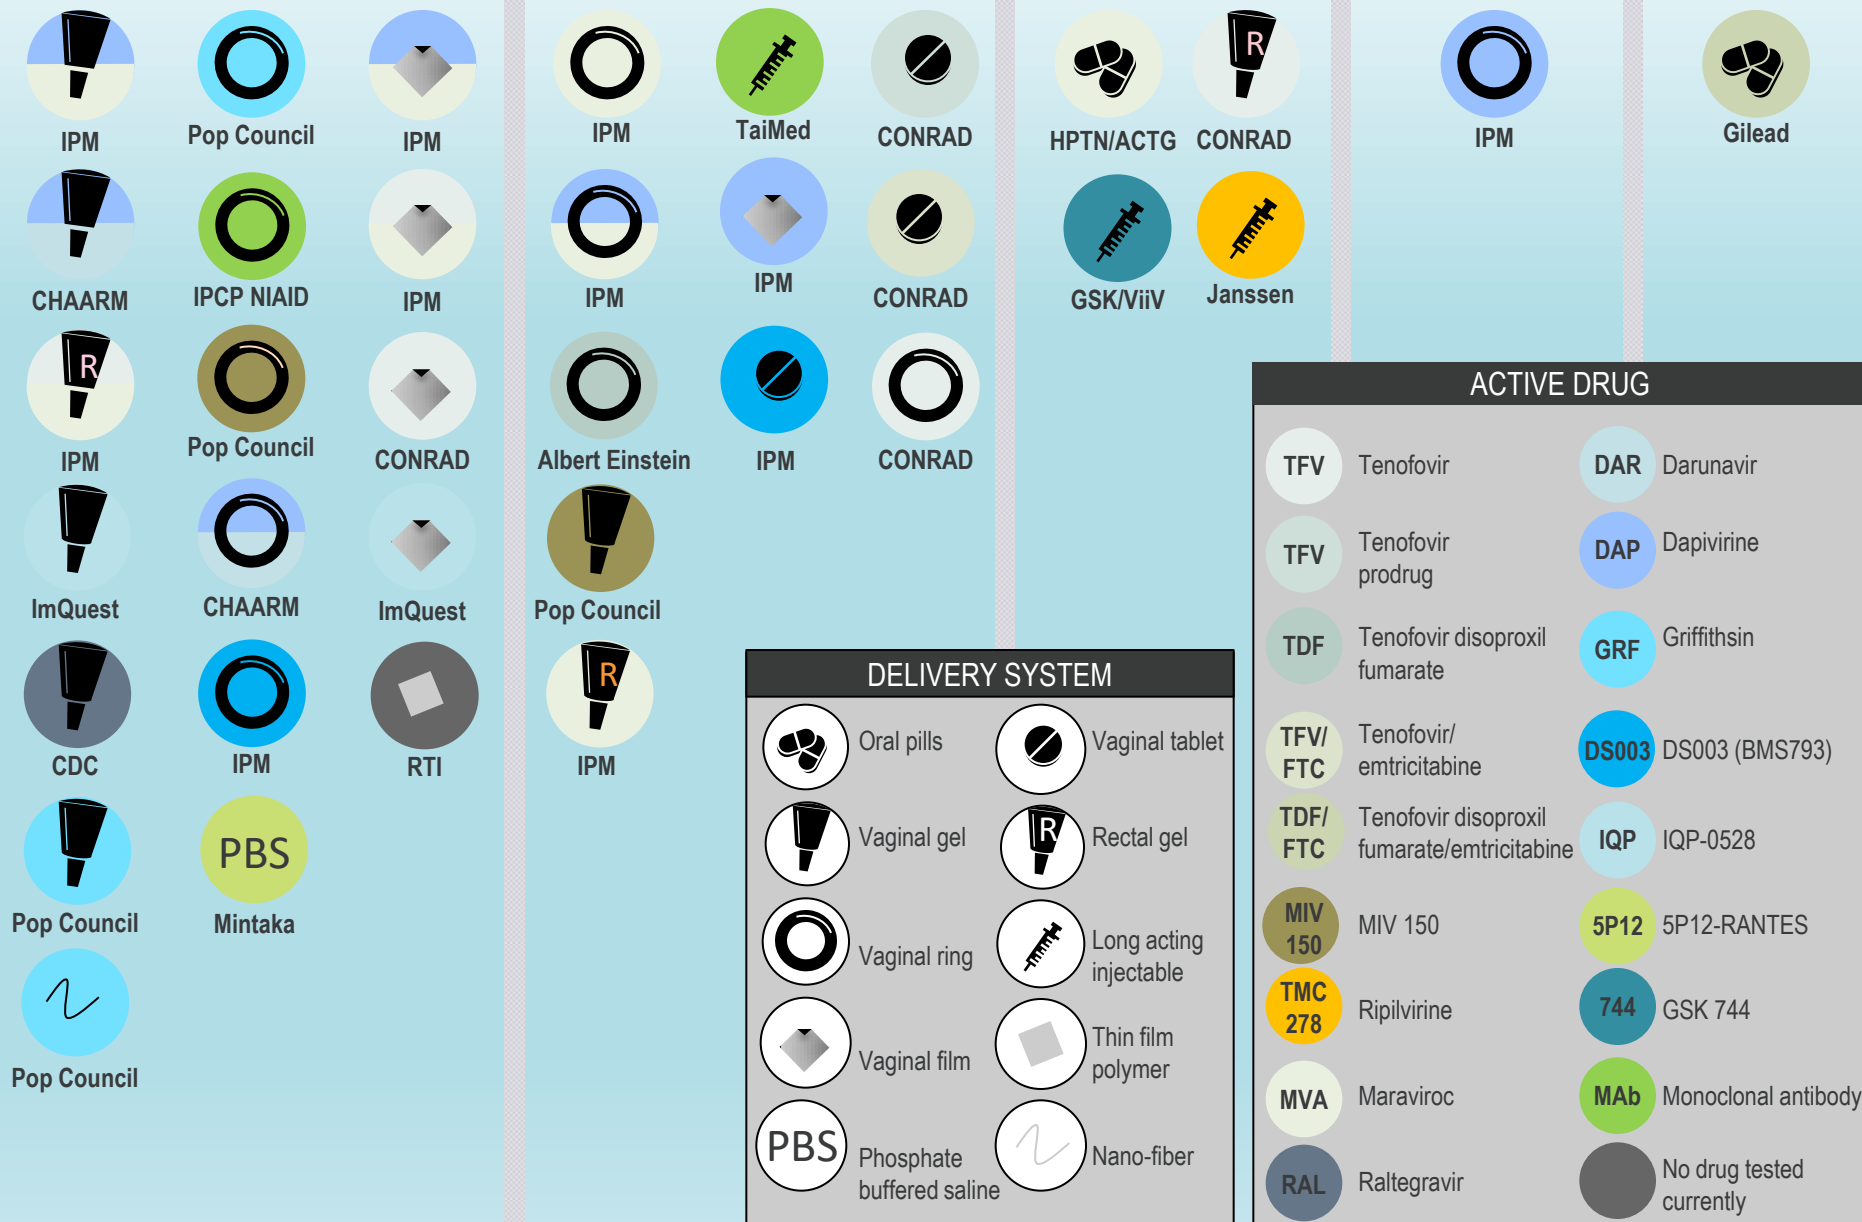 IPM
Pop Council
IPM
CHAARM
IPCP NIAID
IPM
R
IPM
Pop Council
CONRAD
ImQuest
CHAARM
ImQuest
CDC
IPM
RTI
Pop Council
PBS
Mintaka
Pop Council
IPM
TaiMed
CONRAD
IPM
IPM
CONRAD
Albert Einstein
IPM
CONRAD
Pop Council
R
IPM
HPTN/ACTG
R
CONRAD
GSK/ViiV
Janssen
IPM
Gilead
DELIVERY SYSTEM
Oral pills
Vaginal tablet
Vaginal gel
R
Rectal gel
Vaginal ring
Long acting
injectable
Vaginal film
Thin film
polymer
PBS
Phosphate
buffered saline
Nano-fiber
ACTIVE DRUG
TFV
Tenofovir
DAR
Darunavir
TFV
Tenofovir
prodrug
DAP
Dapivirine
TDF
Tenofovir disoproxil
fumarate
GRF
Griffithsin
TFV/
FTC
Tenofovir/
emtricitabine
DS003
DS003 (BMS793)
TDF/
FTC
Tenofovir disoproxil
fumarate/emtricitabine
IQP
IQP-0528
MIV
150
MIV 150
5P12
5P12-RANTES
TMC
278
Ripilvirine
744
GSK 744
MVA
Maraviroc
MAb
Monoclonal antibody
RAL
Raltegravir
No drug tested
currently